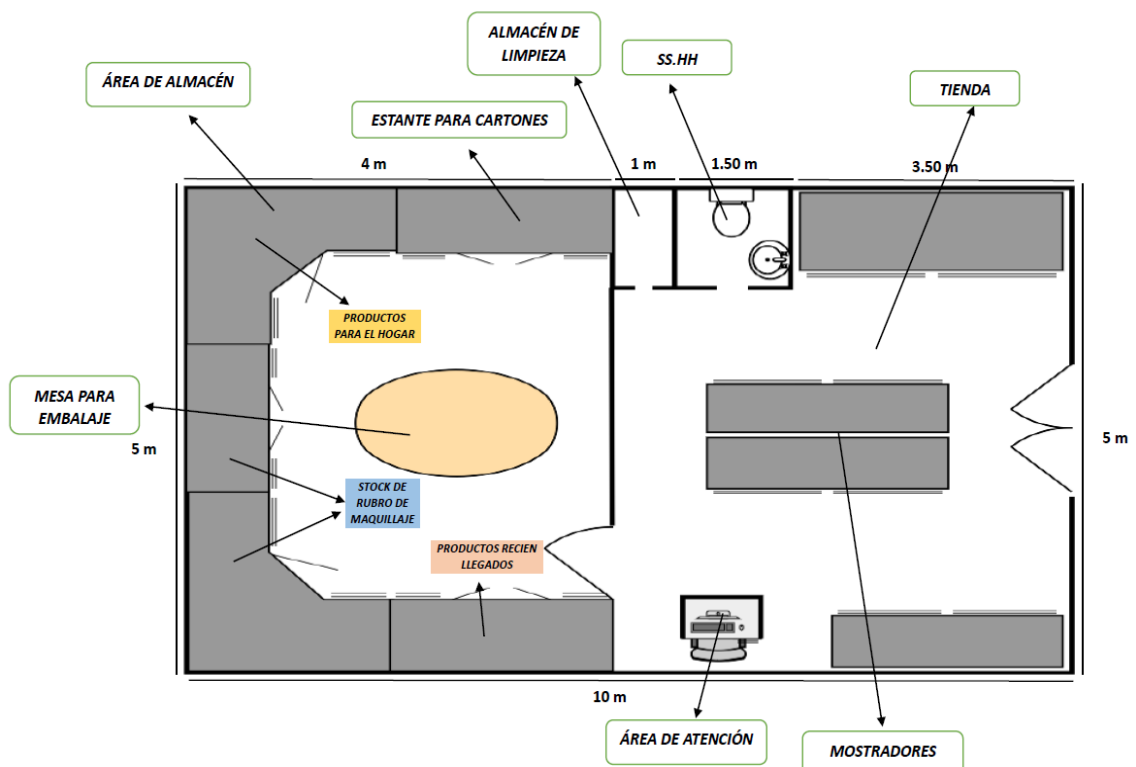 ALMACÉN DE
LIMPIEZA
SS.HH
ÁREA DE ALMACÉN
TIENDA
ESTANTE PARA CARTONES
4 m
1 m
1.50 m
3.50 m
PRODUCTOS
PARA EL HOGAR
MESA PARA
EMBALAJE
5 m
5 m
STOCK DE
RUBRO DE
MAQUILLAJE
PRODUCTOS RECIEN
LLEGADOS
10 m
ÁREA DE ATENCIÓN
MOSTRADORES